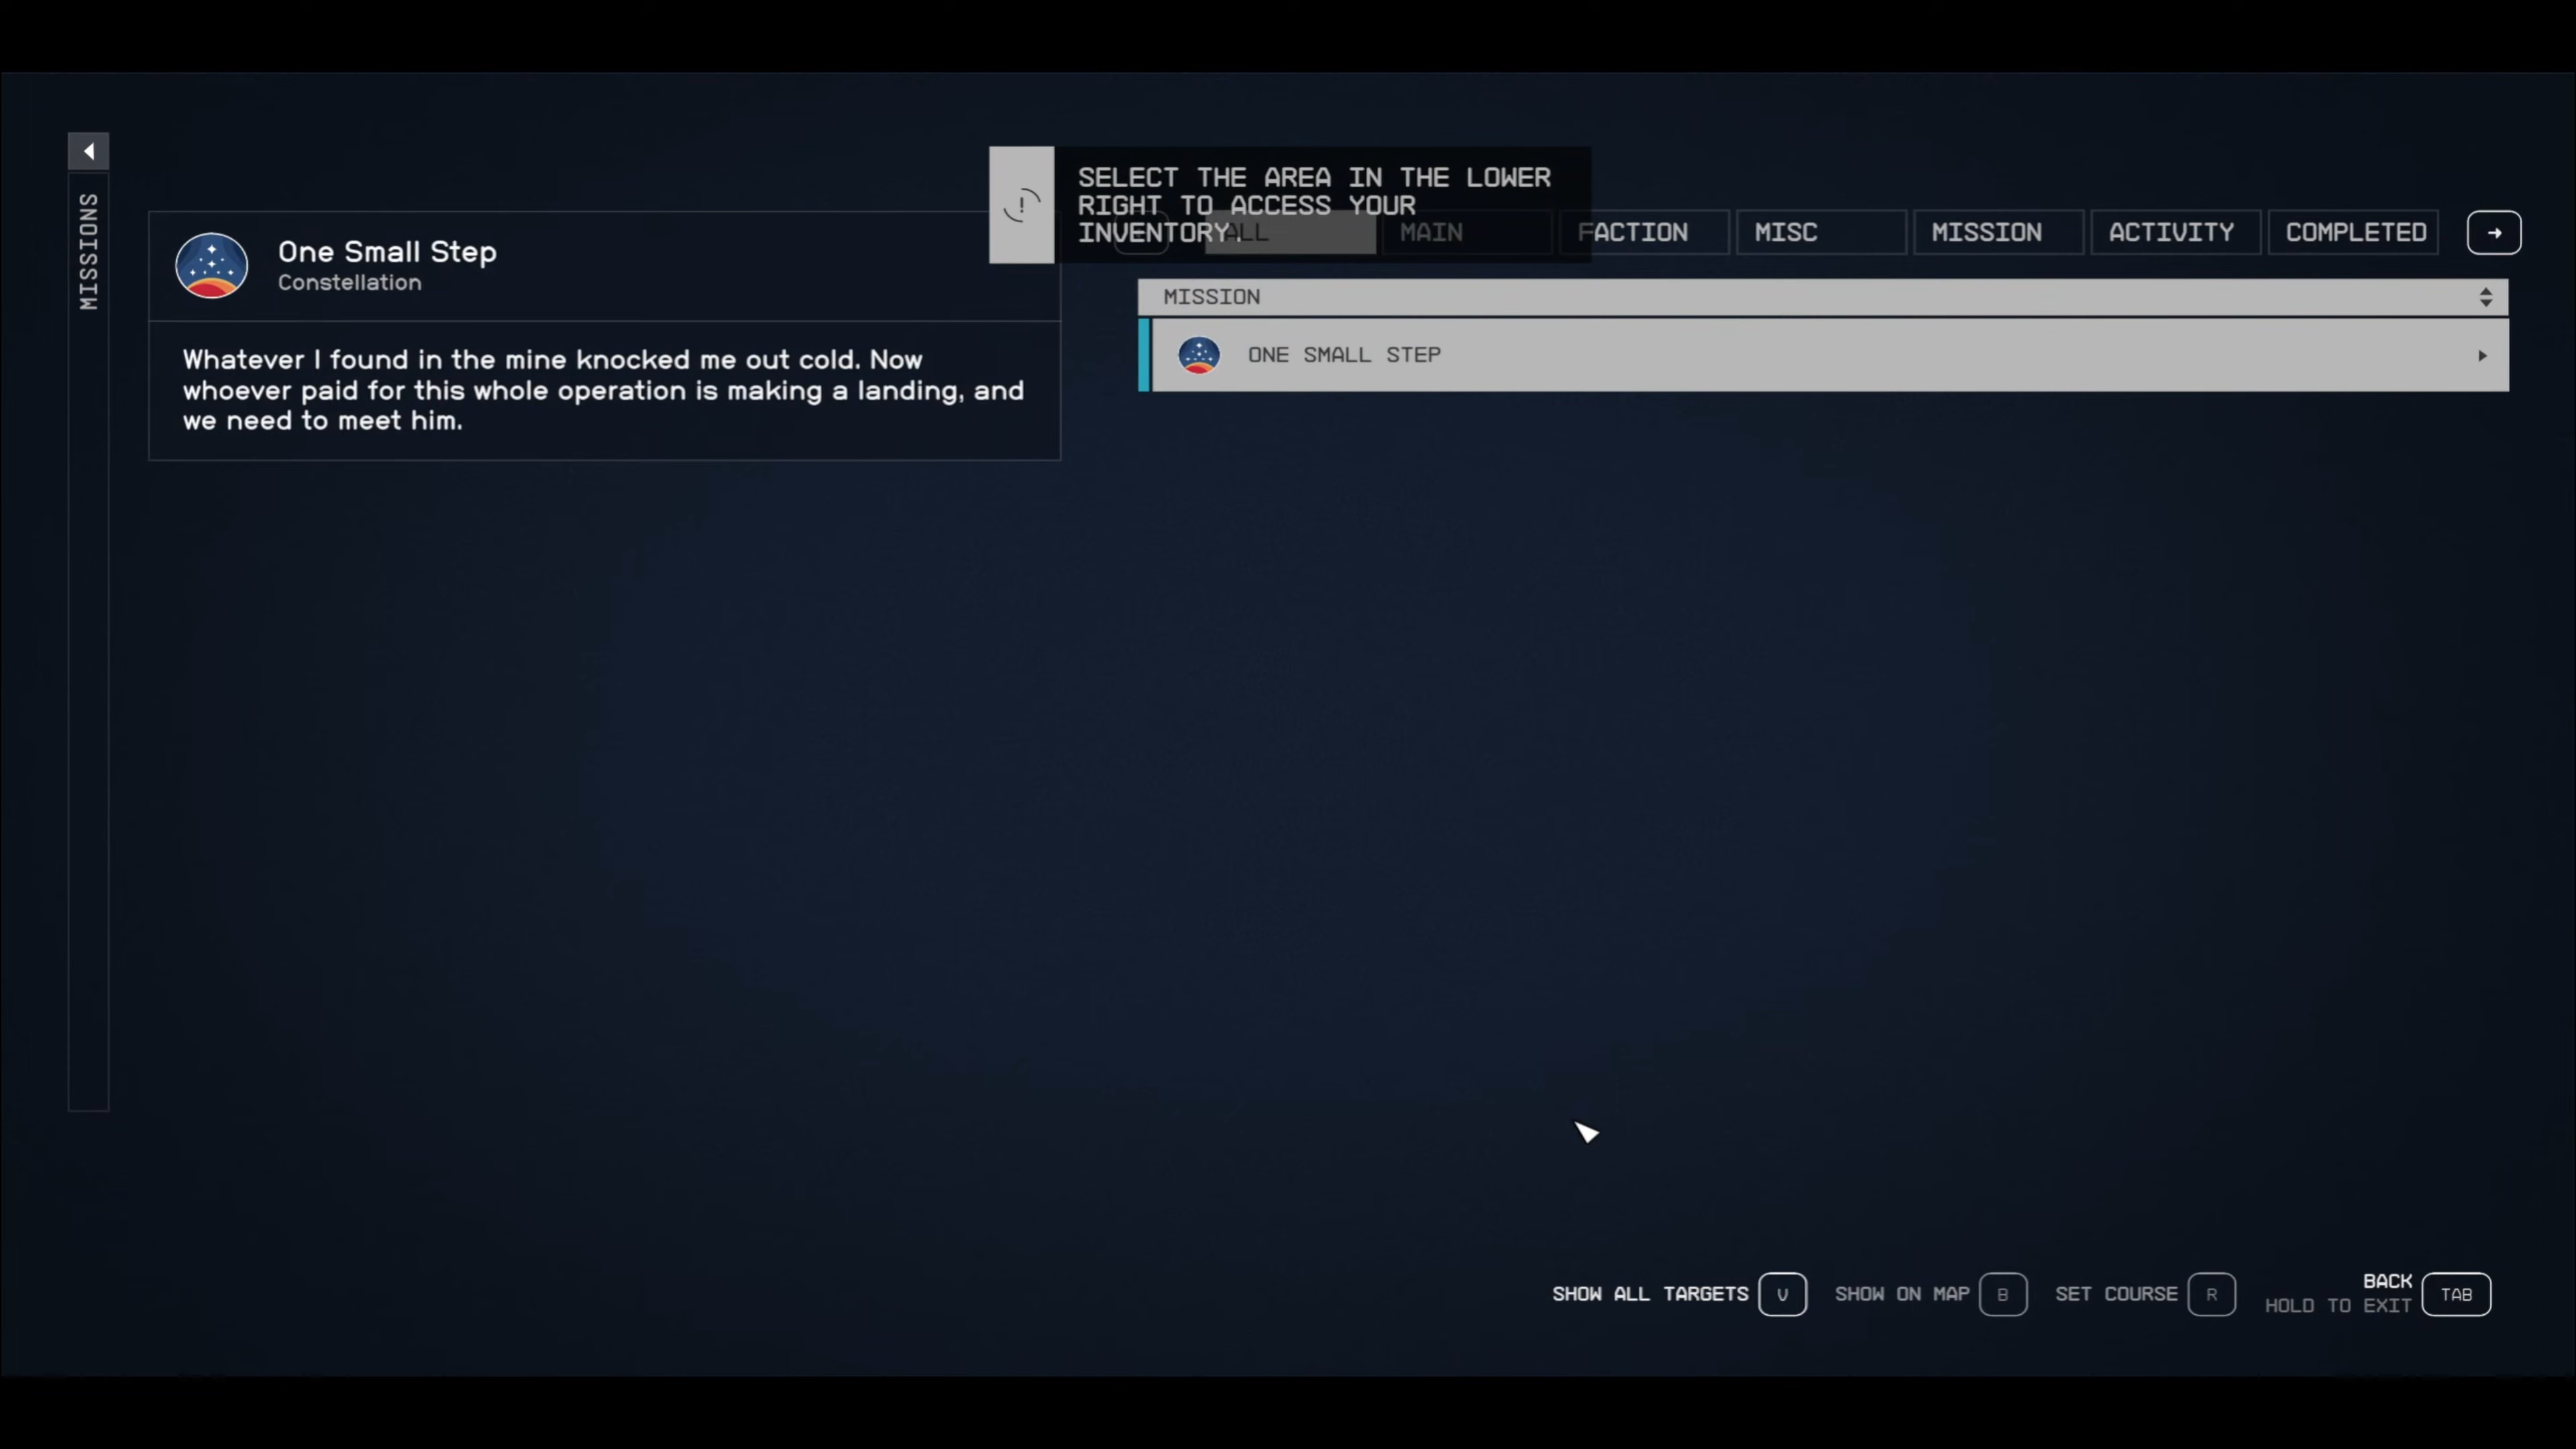 MISSIONS
One Small Step
Constellation
Whatever I found in the mine knocked me out cold. Now
whoever paid for this whole operation is making a landing, and
we need to meet him.
SELECT THE AREA IN THE LOWER
RIGHT TO ACCESS YOUR
INVENTORY.
ALL
MAIN
FACTION
MISC
MISSION
ACTIVITY
COMPLETED
MISSION
ONE SMALL STEP
SHOW ALL TARGETS V
SHOW ON MAP B
SET COURSE R
BACK
HOLD TO EXIT
TAB